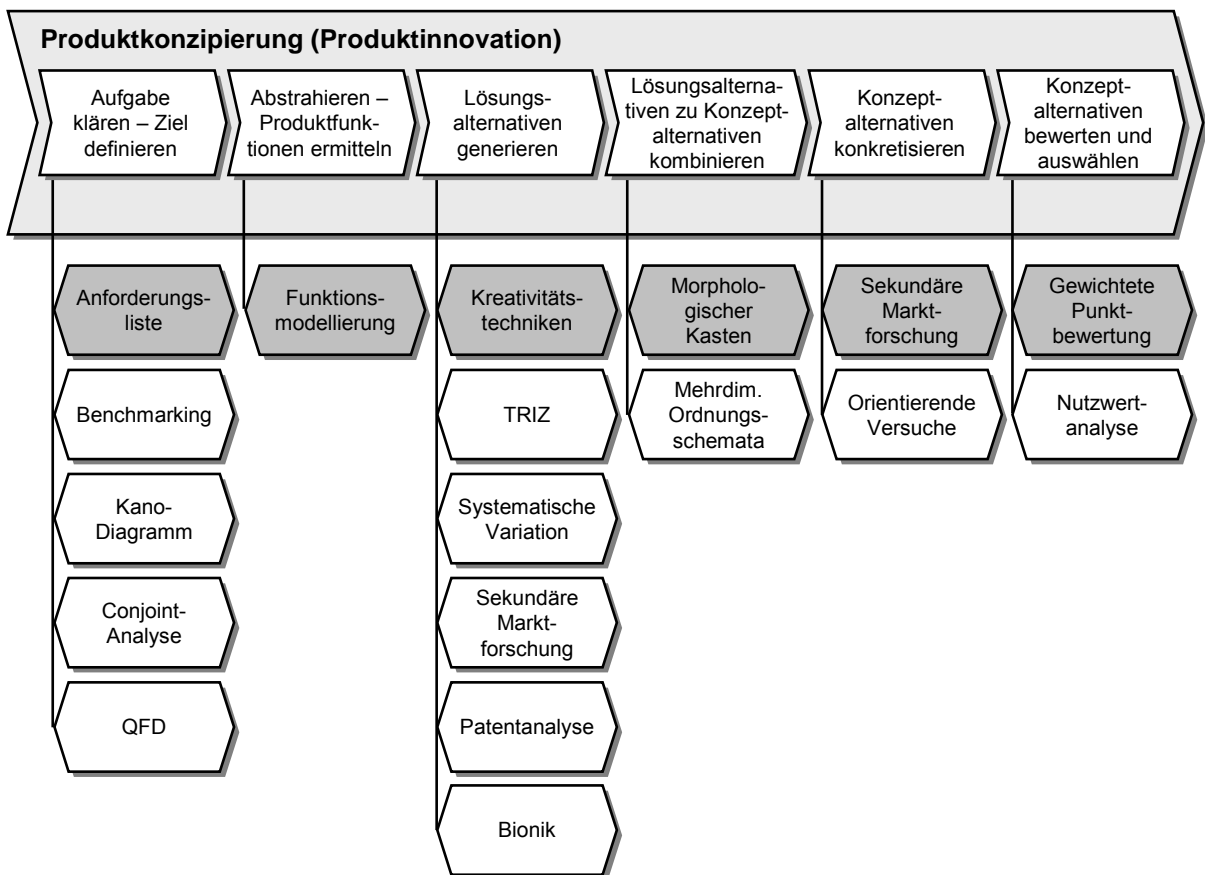 Produktkonzipierung (Produktinnovation)
Aufgabe
klären – Ziel
definieren
Abstrahieren –
Produktfunk-
tionen ermitteln
Lösungs-
alternativen
generieren
Lösungsalterna-
tiven zu Konzept-
alternativen
kombinieren
Konzept-
alternativen
konkretisieren
Konzept-
alternativen
bewerten und
auswählen
Anforderungs-
liste
Funktions-
modellierung
Kreativitäts-
techniken
Morpholo-
gischer
Kasten
Sekundäre
Markt-
forschung
Gewichtete
Punkt-
bewertung
Benchmarking
TRIZ
Mehrdim.
Ordnungs-
schemata
Orientierende
Versuche
Nutzwert-
analyse
Kano-
Diagramm
Systematische
Variation
Conjoint-
Analyse
Sekundäre
Markt-
forschung
QFD
Patentanalyse
Bionik